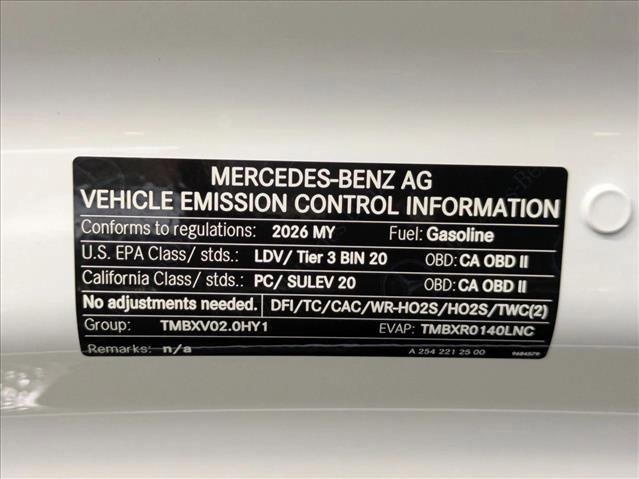 MERCEDES-BENZ AG
VEHICLE EMISSION CONTROL INFORMATION
Conforms to regulations: 2026 MY Fuel: Gasoline
U.S. EPA Class/ stds.: LDV/ Tier 3 BIN 20 OBD: CA OBD II
California Class/ stds.: PC/ SULEV 20 OBD: CA OBD II
No adjustments needed. DFI/TC/CAC/WR-HO2S/HO2S/TWC(2)
Group: TMBXV02.0HY1 EVAP: TMBXR0140LNC
Remarks: n/a A 254 221 25 00 9684579